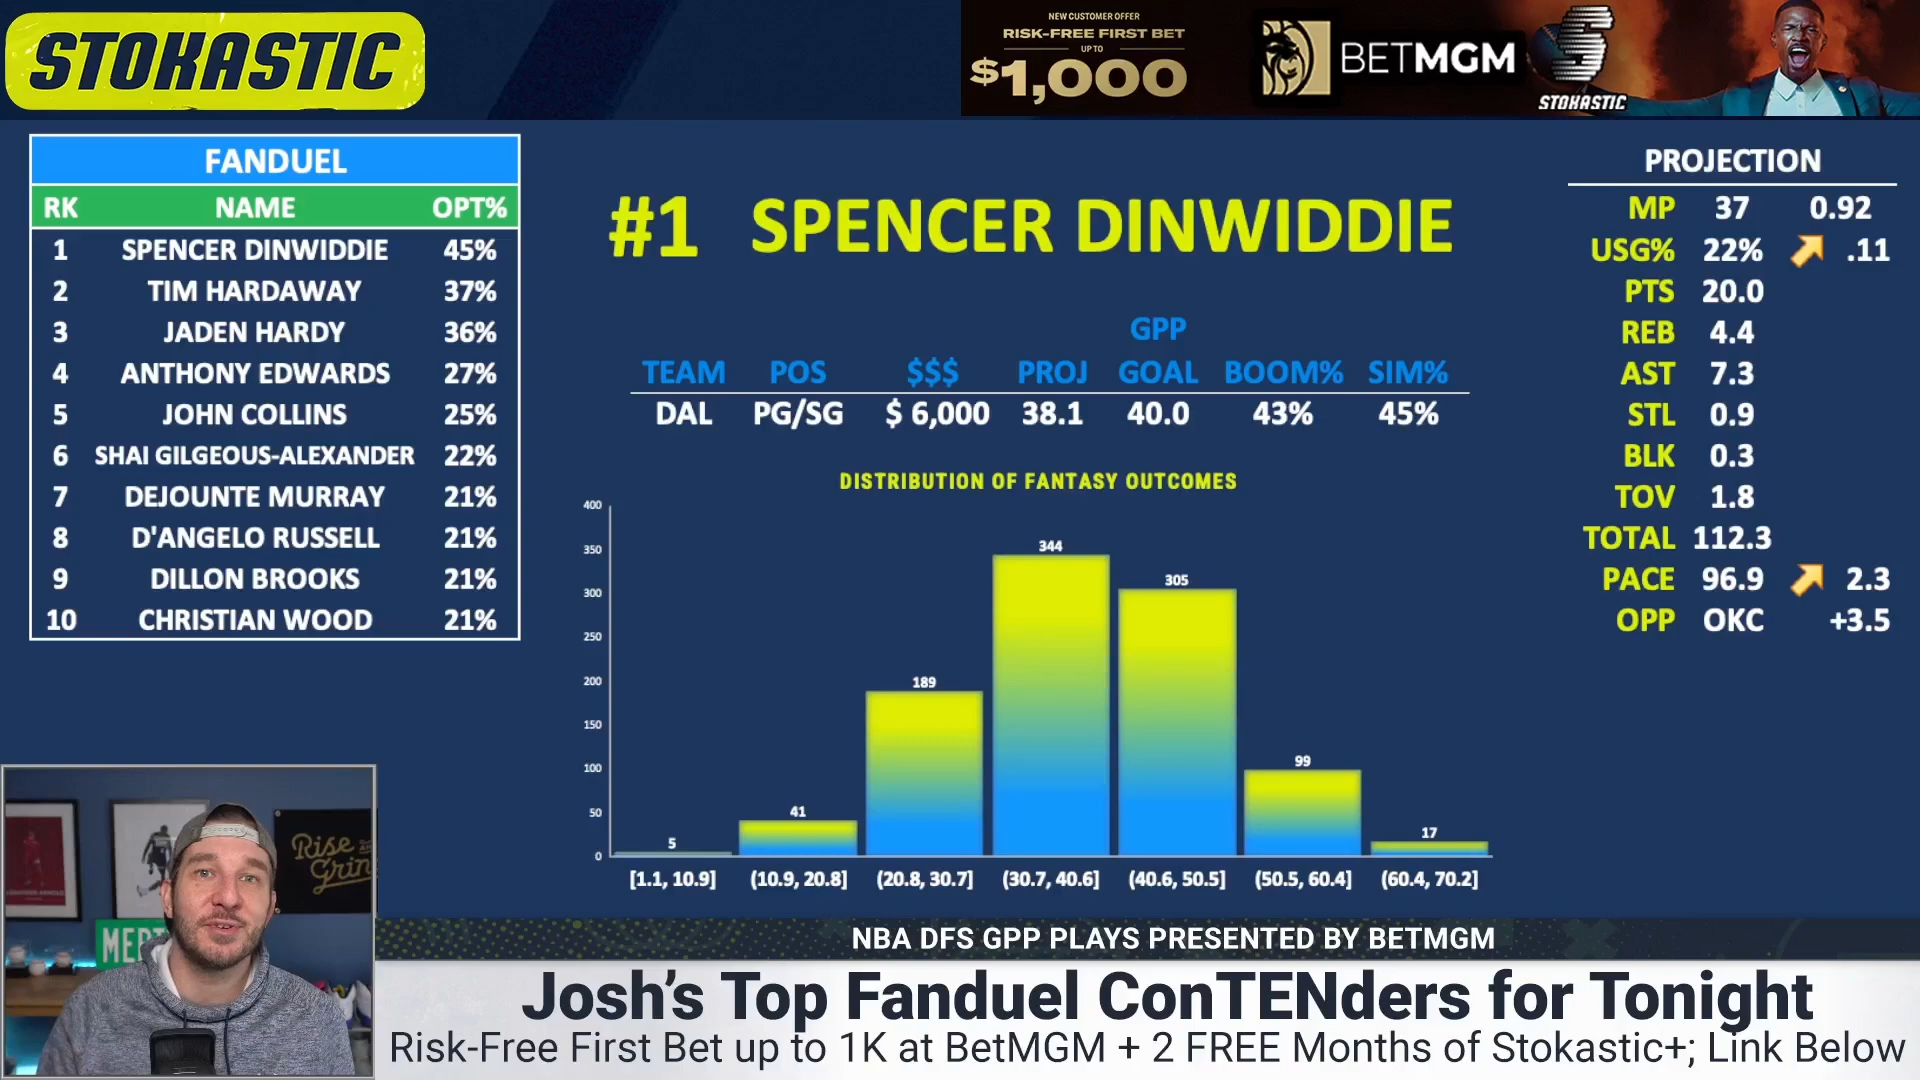 STOKASTIC
NEW CUSTOMER OFFER
RISK-FREE FIRST BET
UP TO
$1,000
BETMGM
STOKASTIC
FANDUEL
RK NAME OPT%
1 SPENCER DINWIDDIE 45%
2 TIM HARDAWAY 37%
3 JADEN HARDY 36%
4 ANTHONY EDWARDS 27%
5 JOHN COLLINS 25%
6 SHAI GILGEOUS-ALEXANDER 22%
7 DEJOUNTE MURRAY 21%
8 D'ANGELO RUSSELL 21%
9 DILLON BROOKS 21%
10 CHRISTIAN WOOD 21%
#1 SPENCER DINWIDDIE
GPP
TEAM POS $$$ PROJ GOAL BOOM% SIM%
DAL PG/SG $ 6,000 38.1 40.0 43% 45%
DISTRIBUTION OF FANTASY OUTCOMES
400
350
300
250
200
150
100
50
0
5 41 189 344 305 99 17
[1.1, 10.9] (10.9, 20.8] (20.8, 30.7] (30.7, 40.6] (40.6, 50.5] (50.5, 60.4] (60.4, 70.2]
PROJECTION
MP 37 0.92
USG% 22% .11
PTS 20.0
REB 4.4
AST 7.3
STL 0.9
BLK 0.3
TOV 1.8
TOTAL 112.3
PACE 96.9 2.3
OPP OKC +3.5
Rise
Grin
MERT
NBA DFS GPP PLAYS PRESENTED BY BETMGM
Josh's Top Fanduel ConTENders for Tonight
Risk-Free First Bet up to 1K at BetMGM + 2 FREE Months of Stokastic+; Link Below